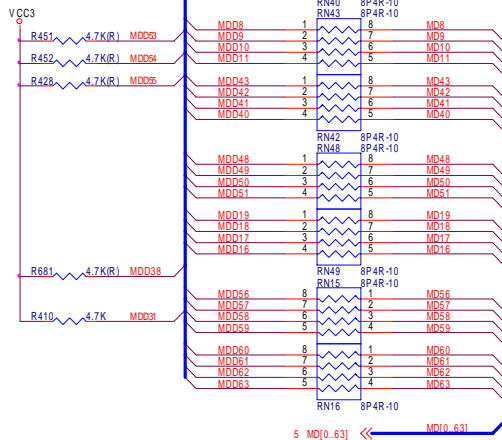 RN40 8P4R-10
VCC3 RN43 8P4R-10
MDD8 1 8 MD8
R451 4.7K(R) MDD53 MDD9 2 7 MD9
MDD10 3 6 MD10
R452 4.7K(R) MDD54 MDD11 4 5 MD11
R428 4.7K(R) MDD55 MDD43 1 8 MD43
MDD42 2 7 MD42
MDD41 3 6 MD41
MDD40 4 5 MD40
RN42 8P4R-10
RN48 8P4R-10
MDD48 1 8 MD48
MDD49 2 7 MD49
MDD50 3 6 MD50
MDD51 4 5 MD51
MDD19 1 8 MD19
MDD18 2 7 MD18
MDD17 3 6 MD17
MDD16 4 5 MD16
R681 4.7K(R) MDD38 RN49 8P4R-10
RN15 8P4R-10
MDD56 8 1 MD56
MDD57 7 2 MD57
R410 4.7K MDD31 MDD58 6 3 MD58
MDD59 5 4 MD59
MDD60 8 1 MD60
MDD61 7 2 MD61
MDD62 6 3 MD62
MDD63 5 4 MD63
RN16 8P4R-10
5 MD[0..63] MD[0..63]